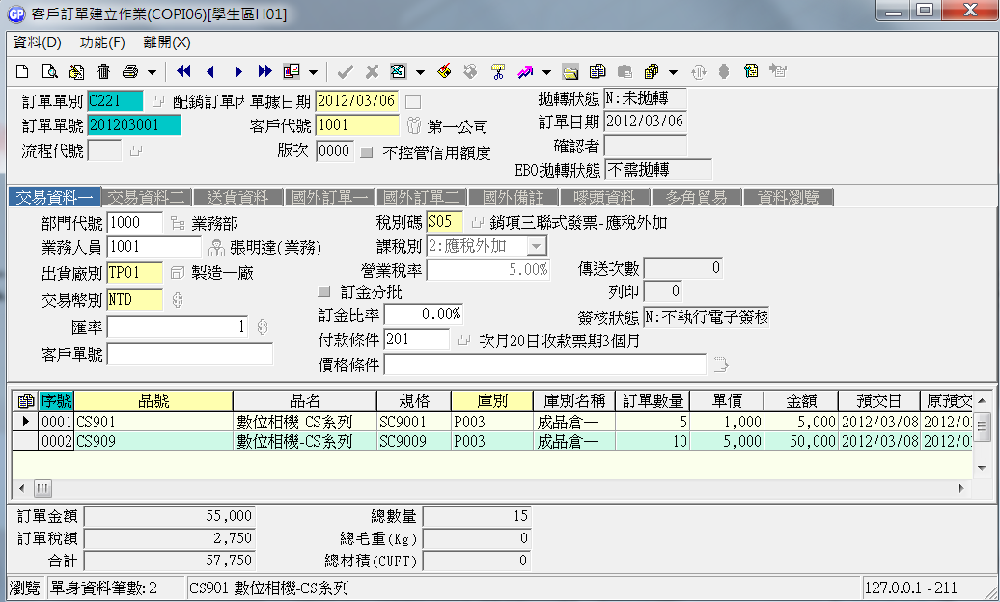 客戶訂單建立作業(COPI06)[學生區H01]
資料(D) 功能(F) 離開(X)
訂單單別 C221 配銷訂單內 單據日期 2012/03/06 拋轉狀態 N:未拋轉
訂單單號 201203001 客戶代號 1001 第一公司 訂單日期 2012/03/06
流程代號 版次 0000 不控管信用額度 確認者
EBO拋轉狀態 不需拋轉
交易資料一 交易資料二 送貨資料 國外訂單一 國外訂單二 國外備註 嘜頭資料 多角貿易 資料瀏覽
部門代號 1000 業務部 稅別碼 S05 銷項三聯式發票-應稅外加
業務人員 1001 張明達(業務) 課稅別 2:應稅外加
出貨廠別 TP01 製造一廠 營業稅率 5.00% 傳送次數 0
交易幣別 NTD 訂金分批 列印 0
匯率 1 訂金比率 0.00% 簽核狀態 N:不執行電子簽核
客戶單號 付款條件 201 次月20日收款票期3個月
價格條件
序號 品號 品名 規格 庫別 庫別名稱 訂單數量 單價 金額 預交日 原預交
0001 CS901 數位相機-CS系列 SC9001 P003 成品倉一 5 1,000 5,000 2012/03/08 2012/0
0002 CS909 數位相機-CS系列 SC9009 P003 成品倉一 10 5,000 50,000 2012/03/08 2012/0
訂單金額 55,000 總數量 15
訂單稅額 2,750 總毛重(Kg) 0
合計 57,750 總材積(CUFT) 0
瀏覽 單身資料筆數: 2 CS901 數位相機-CS系列 127.0.0.1 - 211